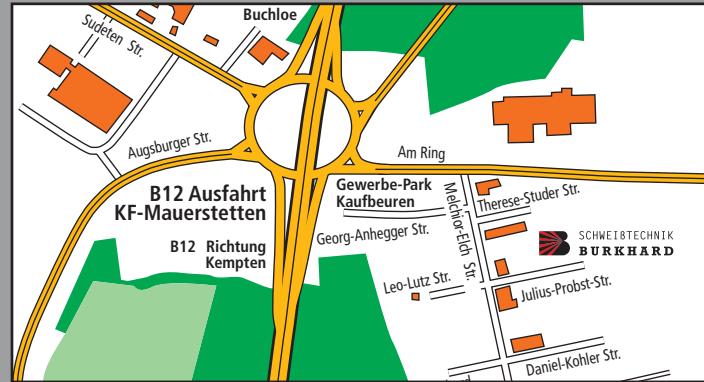 Buchloe
Sudeten Str.
Augsburger Str.
Am Ring
B12 Ausfahrt
KF-Mauerstetten
Gewerbe-Park
Kaufbeuren
Melchior-Elch Str.
Therese-Studer Str.
Georg-Anhegger Str.
SCHWEIßTECHNIK
BURKHARD
B12 Richtung
Kempten
Leo-Lutz Str.
Julius-Probst-Str.
Daniel-Kohler Str.